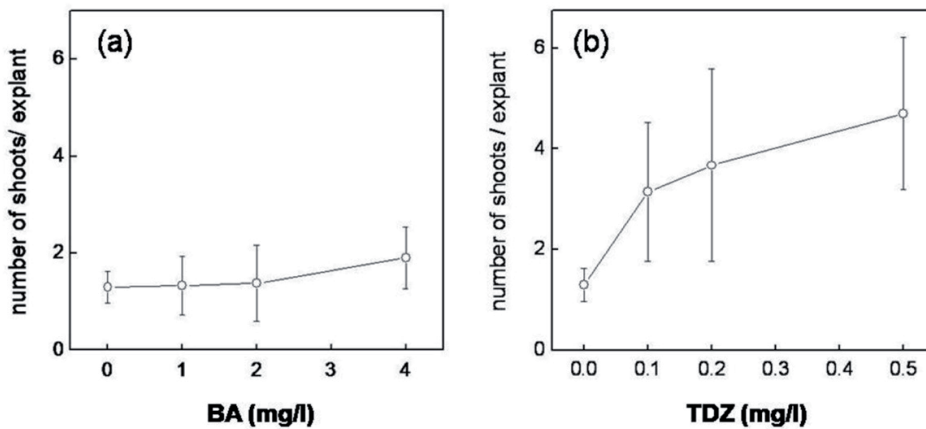 (a)
number of shoots/ explant
6
4
2
0
0 1 2 3 4
BA (mg/l)
(b)
number of shoots / explant
6
4
2
0
0.0 0.1 0.2 0.3 0.4 0.5
TDZ (mg/l)